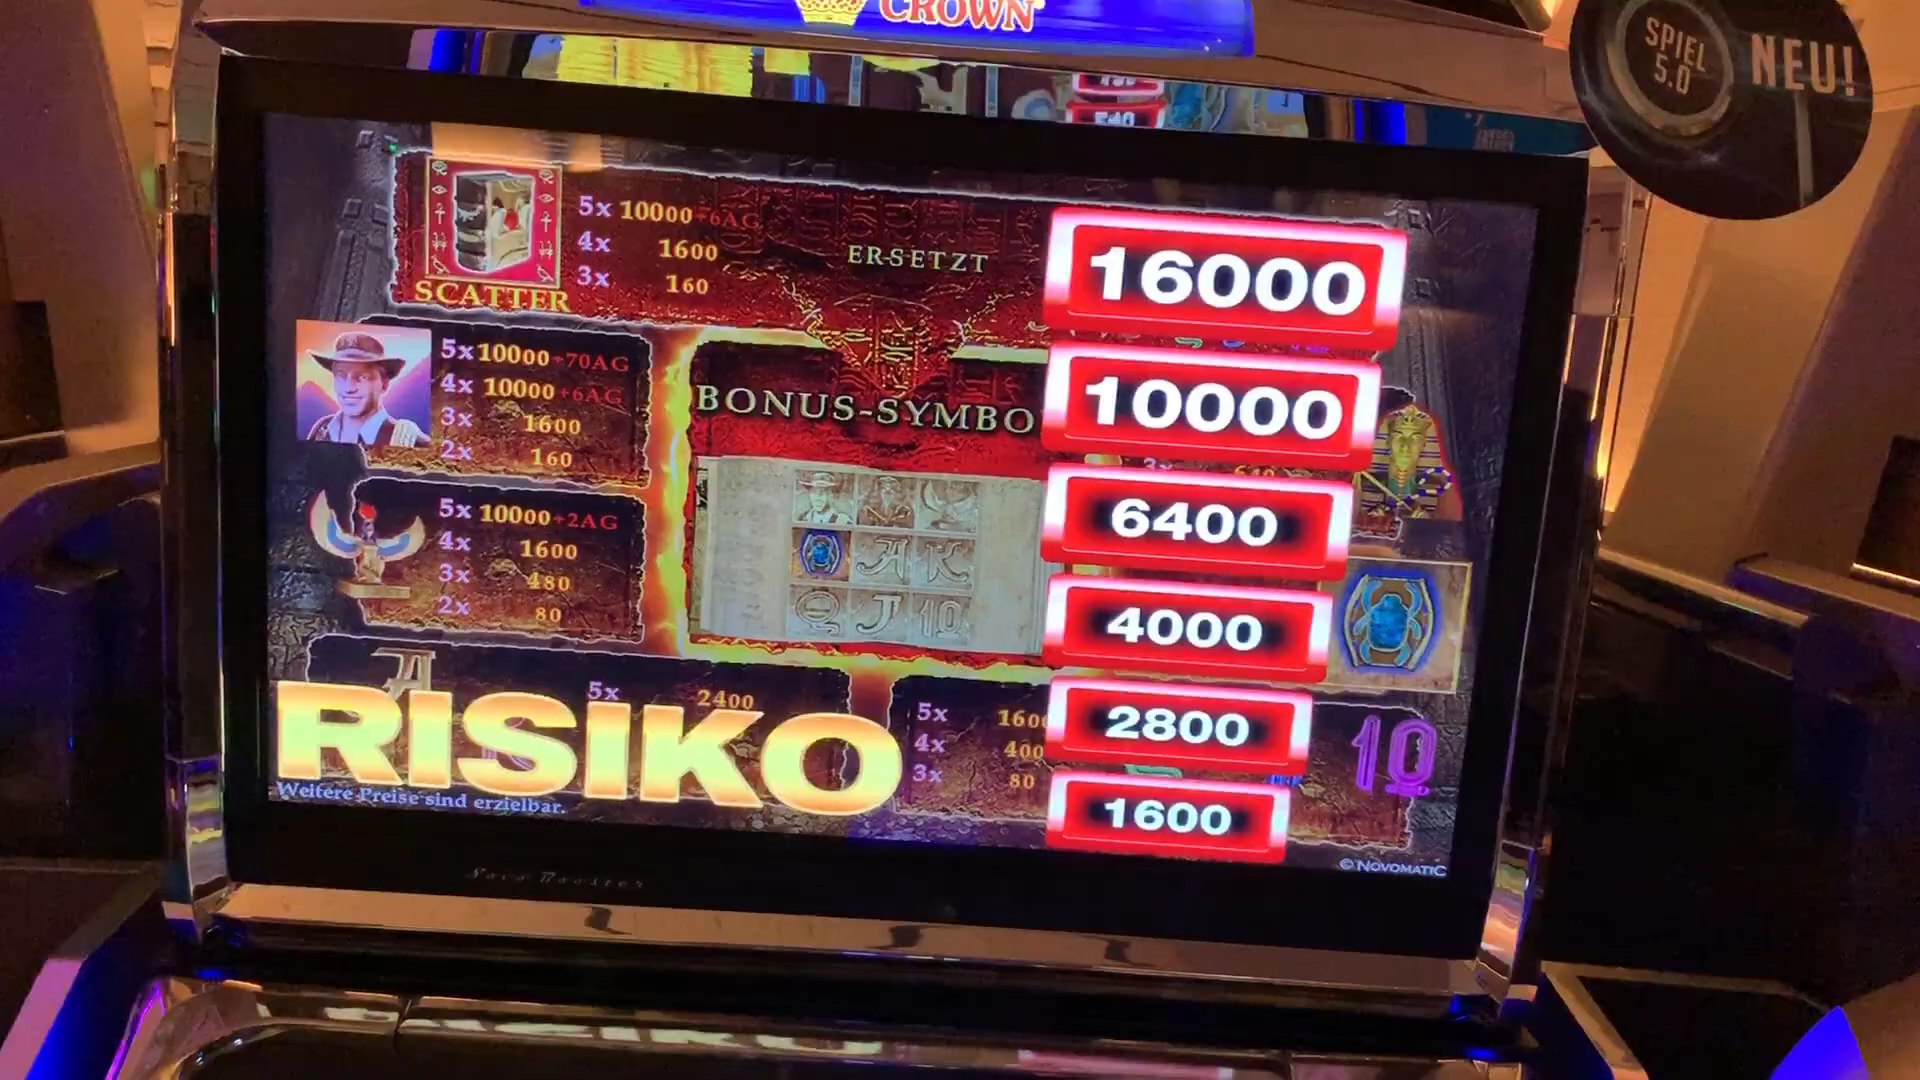 CROWN
SPIEL
5.0
NEU!
5x 10000+6AG
4x 1600
3x 160
SCATTER
ERSETZT
5x 10000+70AG
4x 10000+6AG
3x 1600
2x 160
BONUS-SYMBO
5x 10000+2AG
4x 1600
3x 480
2x 80
A K
Q J 10
16000
10000
6400
4000
2800
1600
A
5x 2400
RISIKO
5x 1600
4x 400
3x 80
10
Weitere Preise sind erzielbar.
© NOVOMATIC